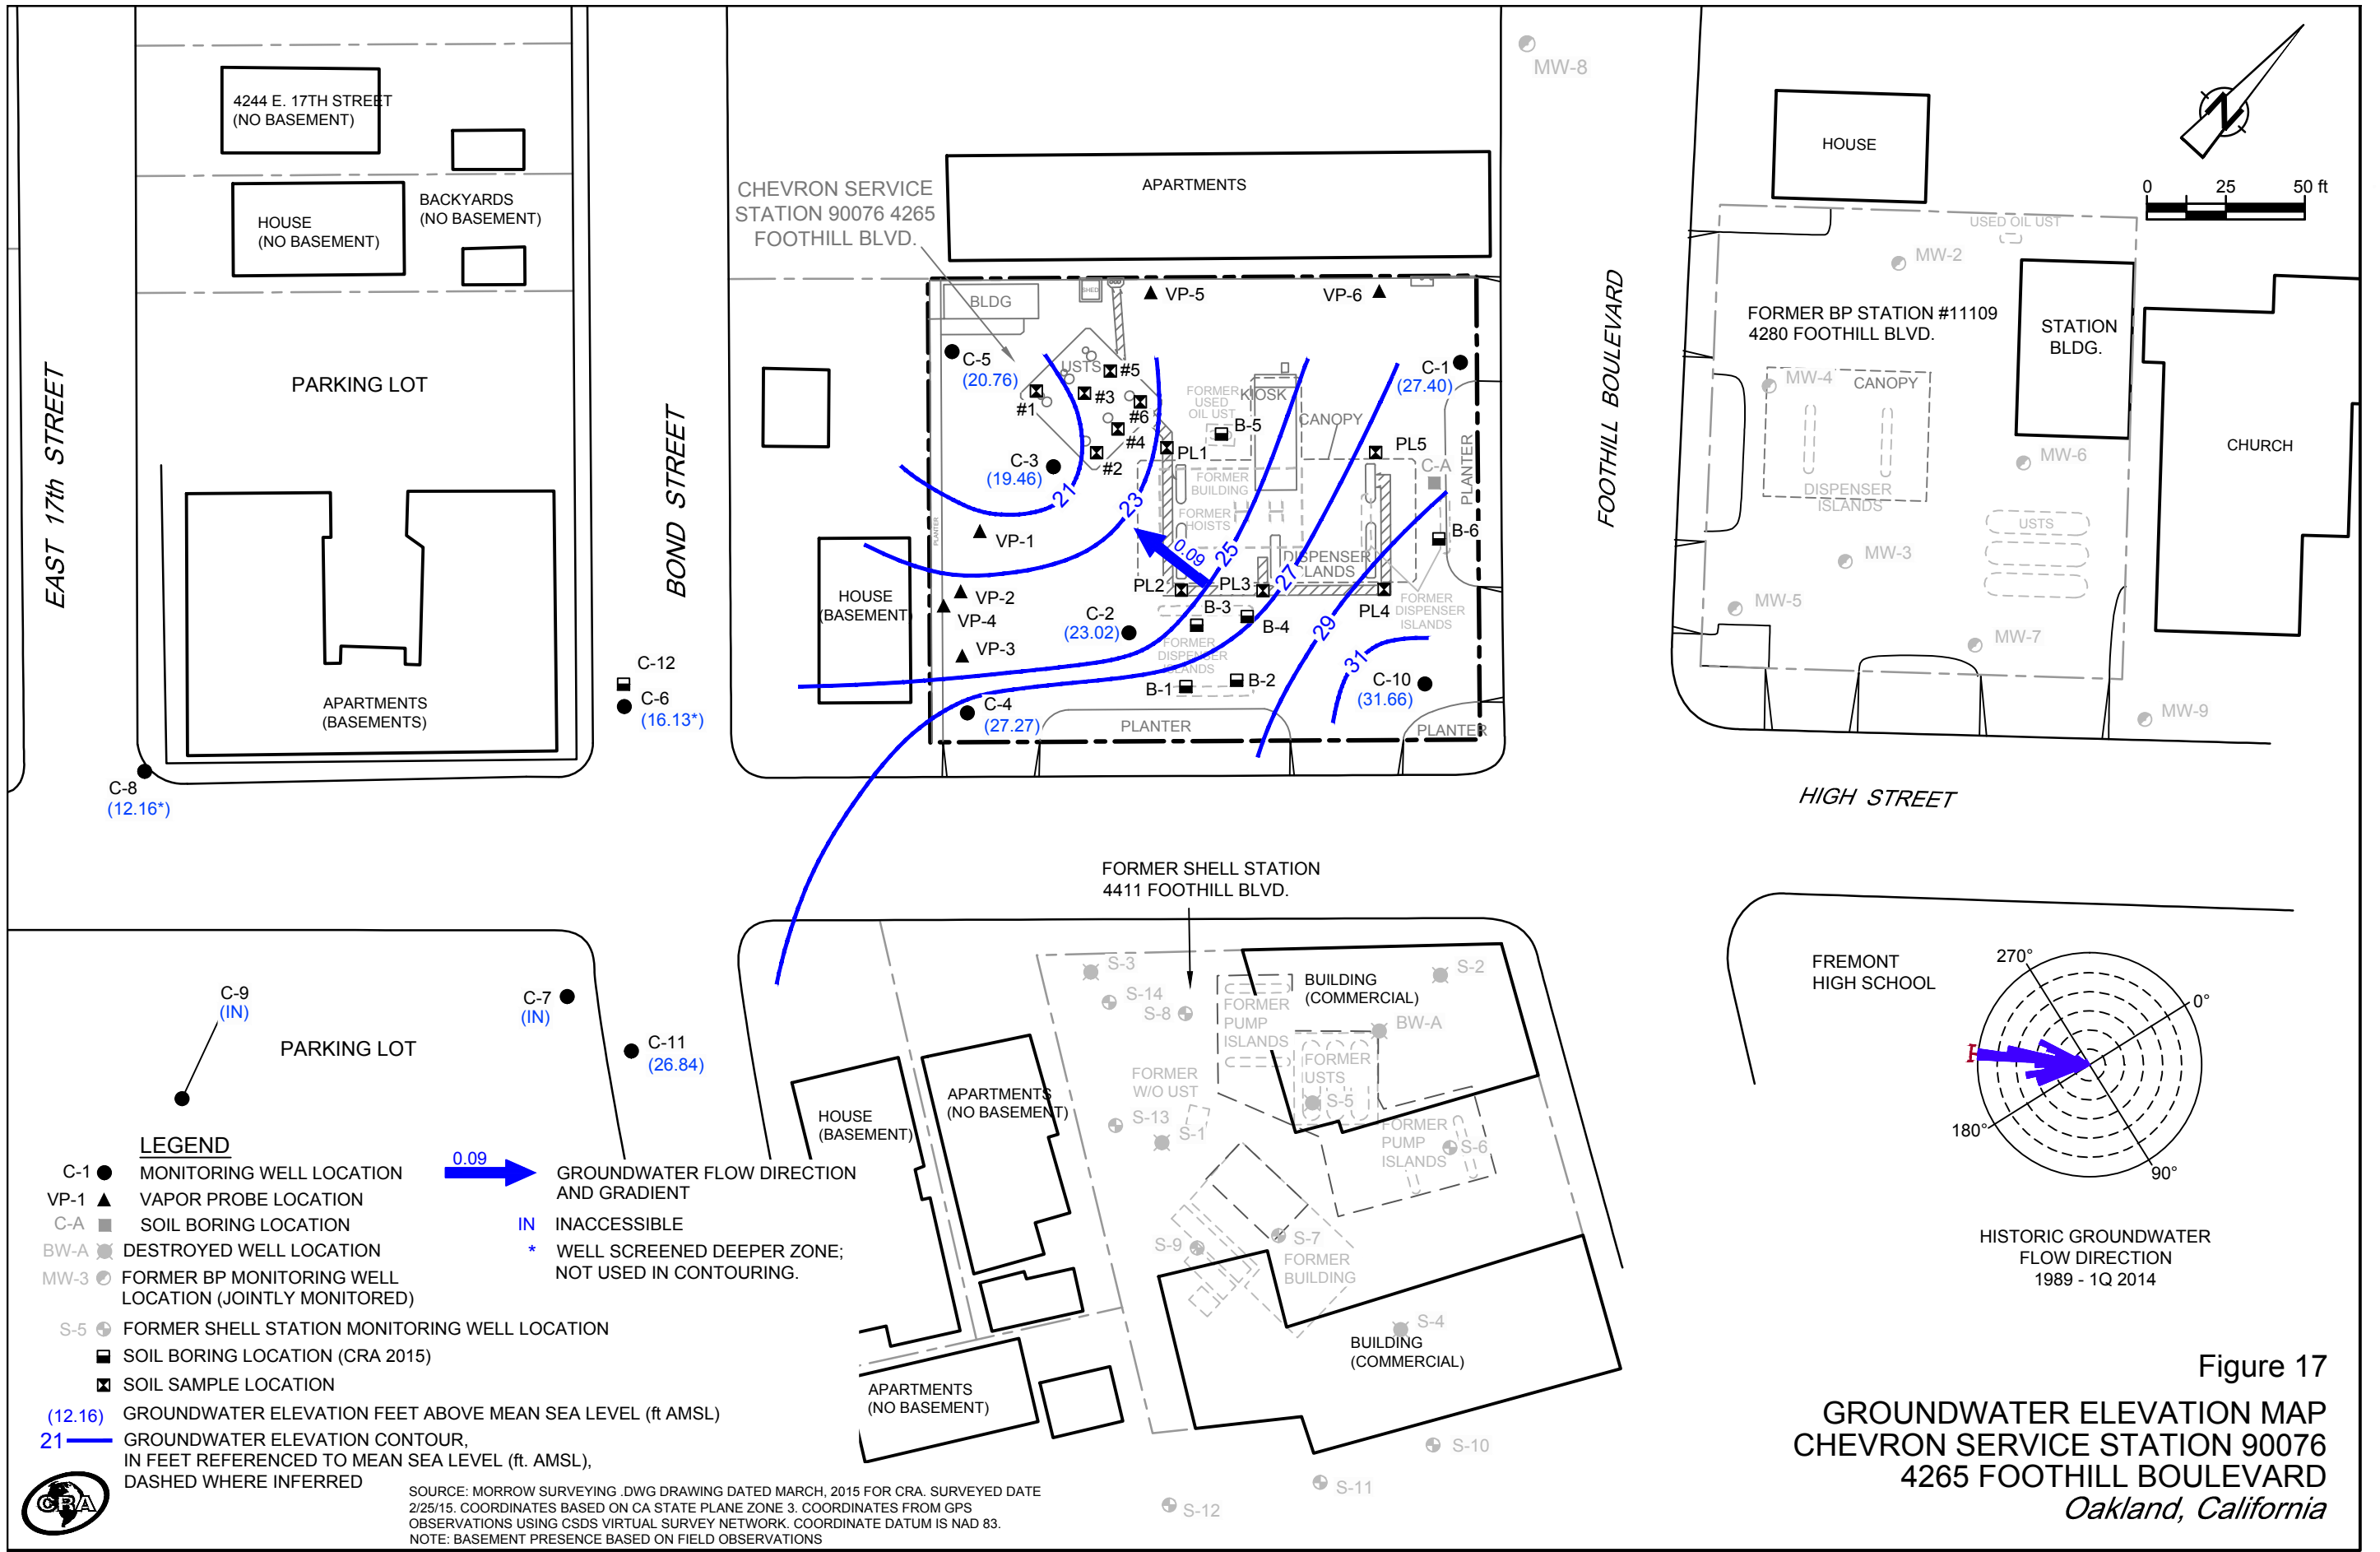 4244 E. 17TH STREET
(NO BASEMENT)
HOUSE
(NO BASEMENT)
BACKYARDS
(NO BASEMENT)
PARKING LOT
APARTMENTS
(BASEMENTS)
EAST 17th STREET
BOND STREET
C-12
C-6
(16.13*)
C-8
(12.16*)
CHEVRON SERVICE
STATION 90076 4265
FOOTHILL BLVD.
APARTMENTS
BLDG
SHED
VP-5
VP-6
C-5
(20.76)
USTS
#5
#1
#3
#6
#4
#2
C-3
(19.46)
21
23
FORMER
USED
OIL UST
KIOSK
B-5
CANOPY
C-1
(27.40)
PL1
PL5
C-A
PLANTER
FORMER
BUILDING
FORMER
HOISTS
PLANTER
VP-1
0.09
25
DISPENSER
ISLANDS
27
B-6
PL2
PL3
PL4
FORMER
DISPENSER
ISLANDS
HOUSE
(BASEMENT)
VP-2
VP-4
VP-3
C-2
(23.02)
B-3
B-4
FORMER
DISPENSER
ISLANDS
29
31
B-1
B-2
C-10
(31.66)
C-4
(27.27)
PLANTER
PLANTER
FOOTHILL BOULEVARD
MW-8
HOUSE
N
0 25 50 ft
USED OIL UST
MW-2
FORMER BP STATION #11109
4280 FOOTHILL BLVD.
STATION
BLDG.
MW-4
CANOPY
DISPENSER
ISLANDS
MW-6
CHURCH
USTS
MW-3
MW-5
MW-7
MW-9
HIGH STREET
FORMER SHELL STATION
4411 FOOTHILL BLVD.
S-3
S-14
S-8
FORMER
PUMP
ISLANDS
BUILDING
(COMMERCIAL)
S-2
BW-A
FORMER
USTS
S-5
FORMER
W/O UST
S-13
S-1
FORMER
PUMP
ISLANDS
S-6
S-9
S-7
FORMER
BUILDING
S-4
BUILDING
(COMMERCIAL)
S-10
S-11
S-12
HOUSE
(BASEMENT)
APARTMENTS
(NO BASEMENT)
APARTMENTS
(NO BASEMENT)
C-9
(IN)
C-7
(IN)
C-11
(26.84)
PARKING LOT
FREMONT
HIGH SCHOOL
270°
0°
180°
90°
HISTORIC GROUNDWATER
FLOW DIRECTION
1989 - 1Q 2014
LEGEND
C-1 MONITORING WELL LOCATION
VP-1 VAPOR PROBE LOCATION
C-A SOIL BORING LOCATION
BW-A DESTROYED WELL LOCATION
MW-3 FORMER BP MONITORING WELL
LOCATION (JOINTLY MONITORED)
S-5 FORMER SHELL STATION MONITORING WELL LOCATION
SOIL BORING LOCATION (CRA 2015)
SOIL SAMPLE LOCATION
(12.16) GROUNDWATER ELEVATION FEET ABOVE MEAN SEA LEVEL (ft AMSL)
21 GROUNDWATER ELEVATION CONTOUR,
IN FEET REFERENCED TO MEAN SEA LEVEL (ft. AMSL),
DASHED WHERE INFERRED
0.09
GROUNDWATER FLOW DIRECTION
AND GRADIENT
IN INACCESSIBLE
* WELL SCREENED DEEPER ZONE;
NOT USED IN CONTOURING.
CRA
SOURCE: MORROW SURVEYING .DWG DRAWING DATED MARCH, 2015 FOR CRA. SURVEYED DATE
2/25/15. COORDINATES BASED ON CA STATE PLANE ZONE 3. COORDINATES FROM GPS
OBSERVATIONS USING CSDS VIRTUAL SURVEY NETWORK. COORDINATE DATUM IS NAD 83.
NOTE: BASEMENT PRESENCE BASED ON FIELD OBSERVATIONS
Figure 17
GROUNDWATER ELEVATION MAP
CHEVRON SERVICE STATION 90076
4265 FOOTHILL BOULEVARD
Oakland, California